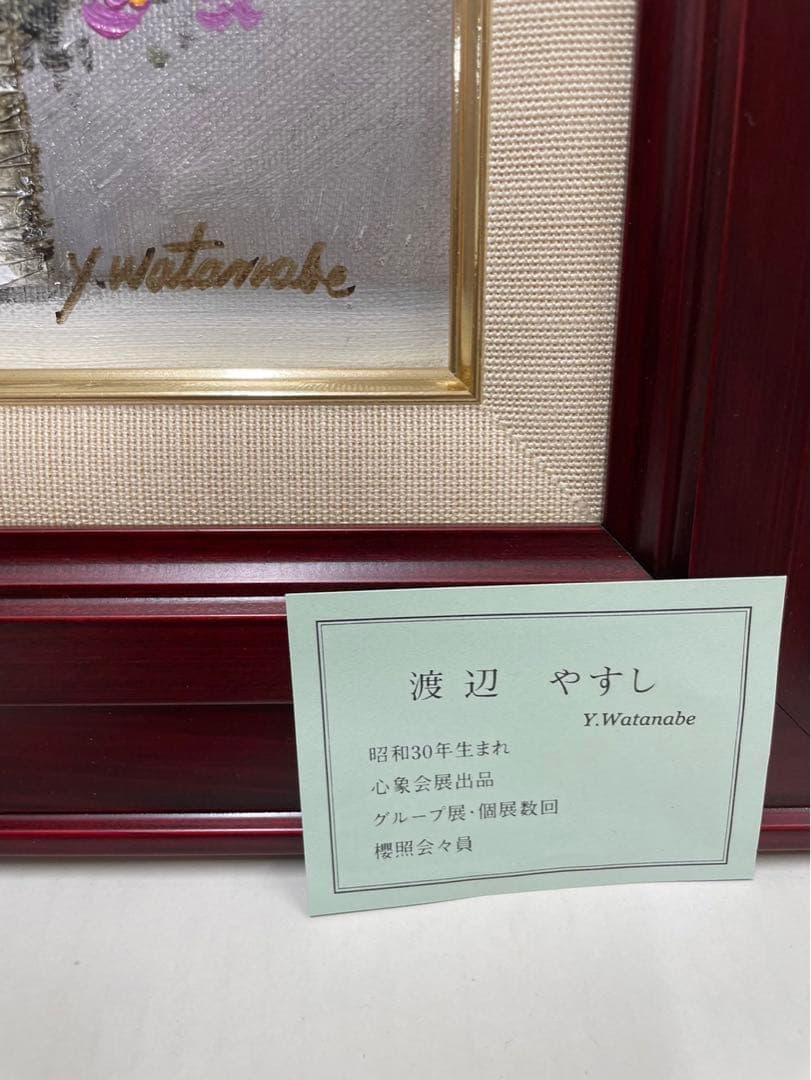 Y.Watanabe
渡辺 やすし
Y.Watanabe
昭和30年生まれ
心象会展出品
グループ展・個展数回
櫻照会々員